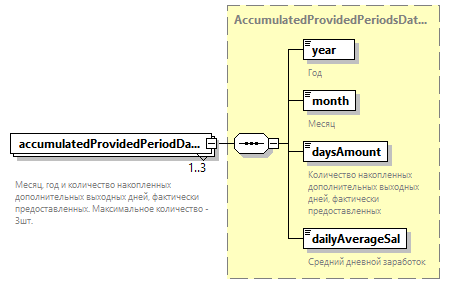 AccumulatedProvidedPeriodsDat...
year
Год
month
Месяц
accumulatedProvidedPeriodDa...
1..3
Месяц, год и количество накопленных
дополнительных выходных дней, фактически
предоставленных. Максимальное количество -
3шт.
daysAmount
Количество накопленных
дополнительных выходных
дней, фактически
предоставленных
dailyAverageSal
Средний дневной заработок